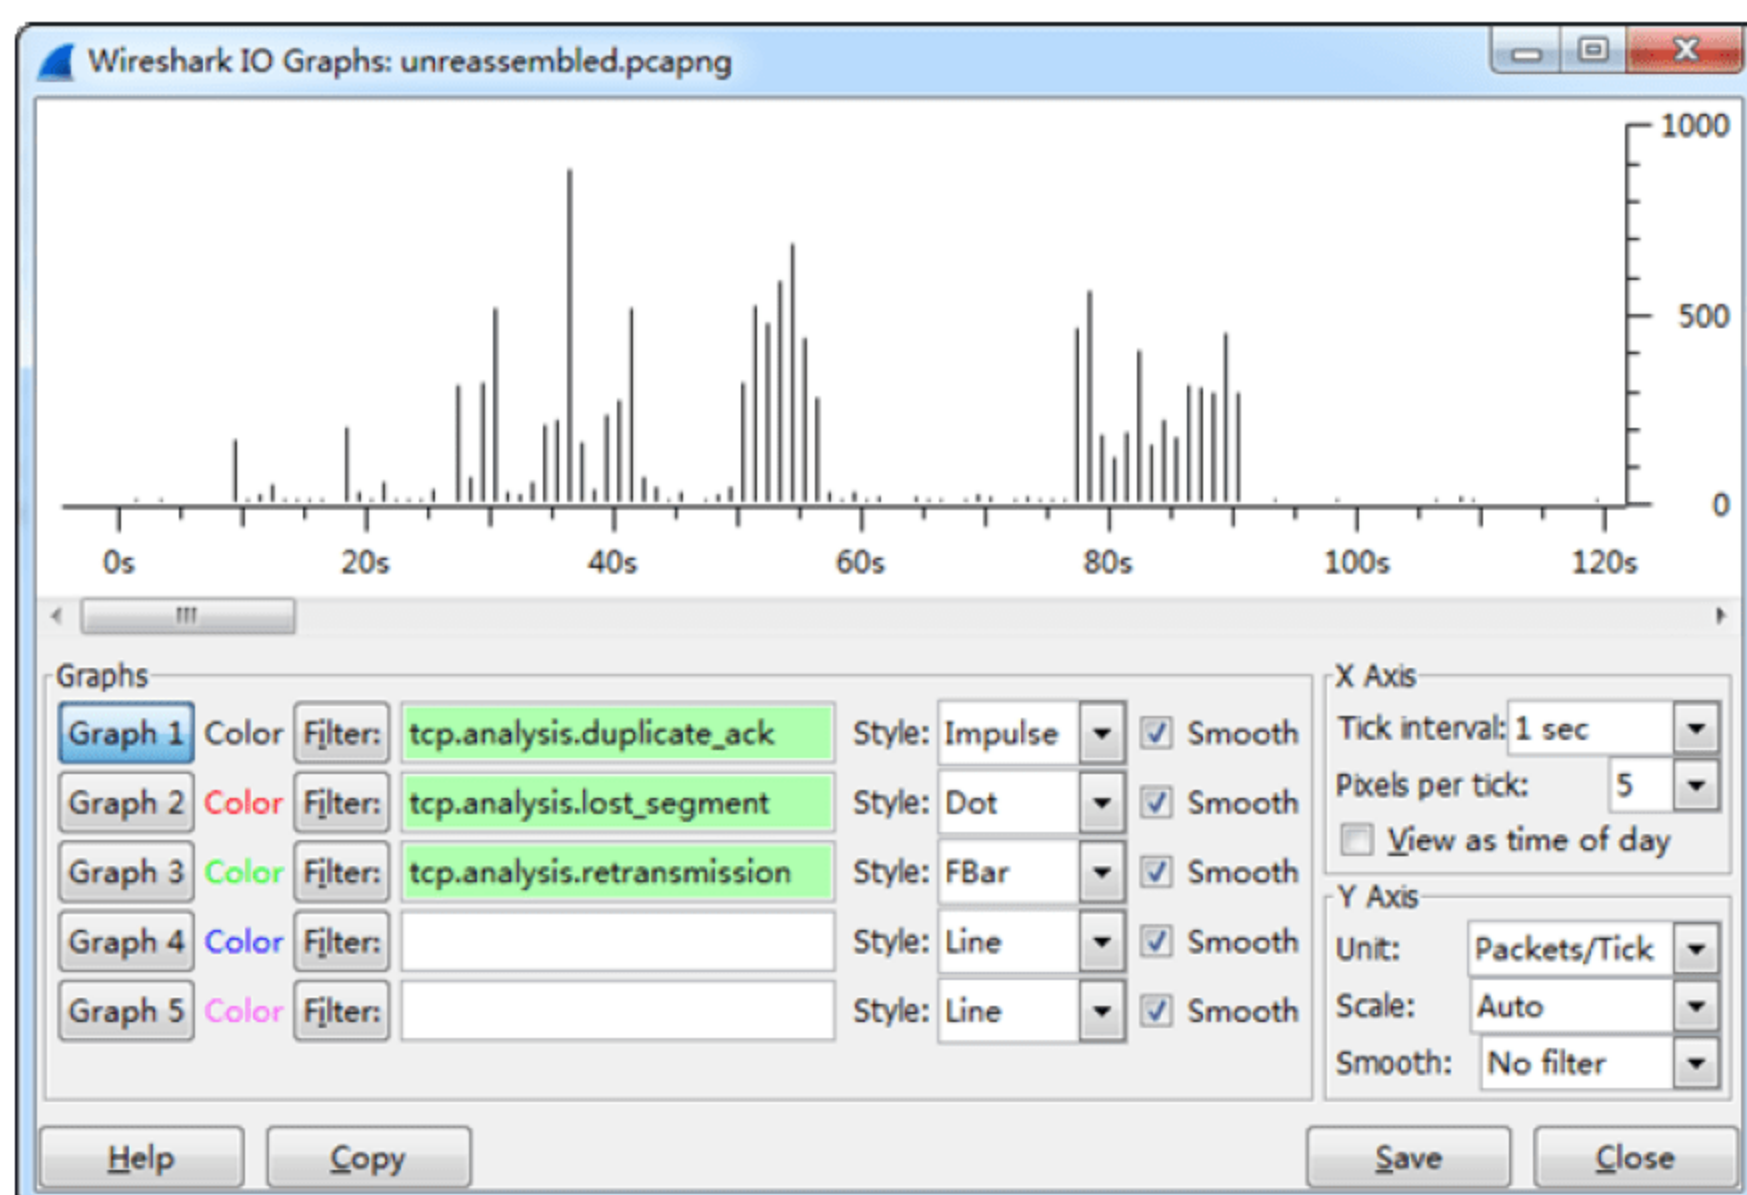 Wireshark IO Graphs: unreassembled.pcapng
1000
500
0
0s 20s 40s 60s 80s 100s 120s
Graphs
Graph 1 Color Filter: tcp.analysis.duplicate_ack Style: Impulse Smooth
Graph 2 Color Filter: tcp.analysis.lost_segment Style: Dot Smooth
Graph 3 Color Filter: tcp.analysis.retransmission Style: FBar Smooth
Graph 4 Color Filter: Style: Line Smooth
Graph 5 Color Filter: Style: Line Smooth
X Axis
Tick interval: 1 sec
Pixels per tick: 5
View as time of day
Y Axis
Unit: Packets/Tick
Scale: Auto
Smooth: No filter
Help Copy Save Close